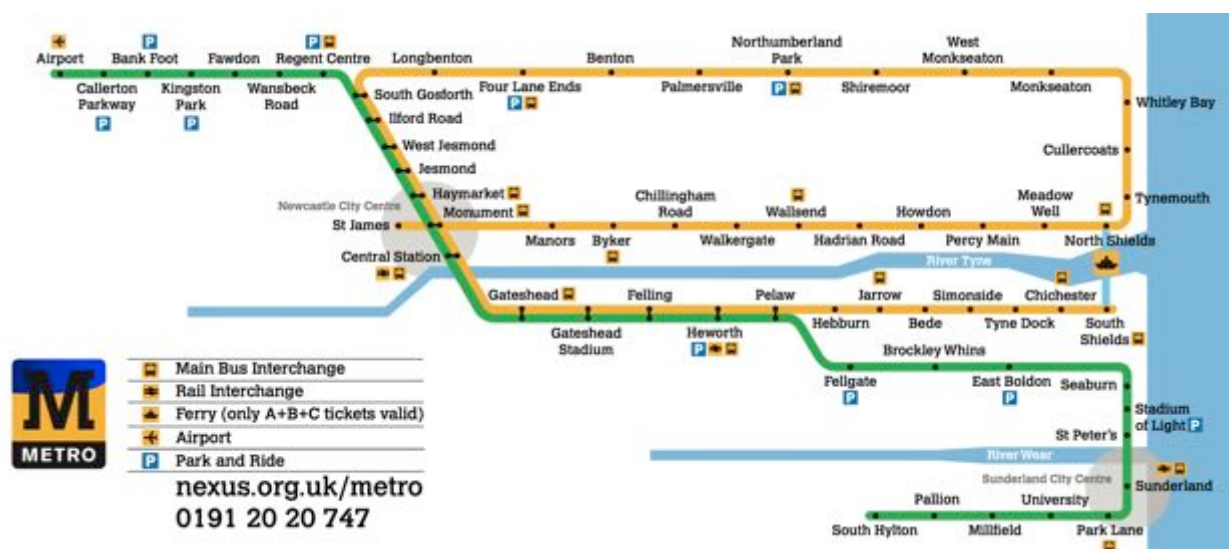 Airport
Bank Foot
Fawdon
Regent Centre
Callerton
Parkway
Kingston
Park
Wansbeck
Road
Longbenton
Benton
Northumberland
Park
West
Monkseaton
South Gosforth
Four Lane Ends
Palmersville
Shiremoor
Monkseaton
Ilford Road
West Jesmond
Jesmond
Haymarket
Whitley Bay
Cullercoats
Tynemouth
Newcastle City Centre
Monument
St James
Chillingham
Road
Wallsend
Howdon
Meadow
Well
Manors
Byker
Walkergate
Hadrian Road
Percy Main
North Shields
Central Station
River Tyne
Gateshead
Felling
Pelaw
Jarrow
Simonside
Chichester
Gateshead
Stadium
Heworth
Hebburn
Bede
Tyne Dock
South
Shields
Brockley Whins
Fellgate
East Boldon
Seaburn
Stadium
of Light
St Peter's
River Wear
Sunderland City Centre
Sunderland
Pallion
University
South Hylton
Millfield
Park Lane
M
METRO
Main Bus Interchange
Rail Interchange
Ferry (only A+B+C tickets valid)
Airport
P Park and Ride
nexus.org.uk/metro
0191 20 20 747